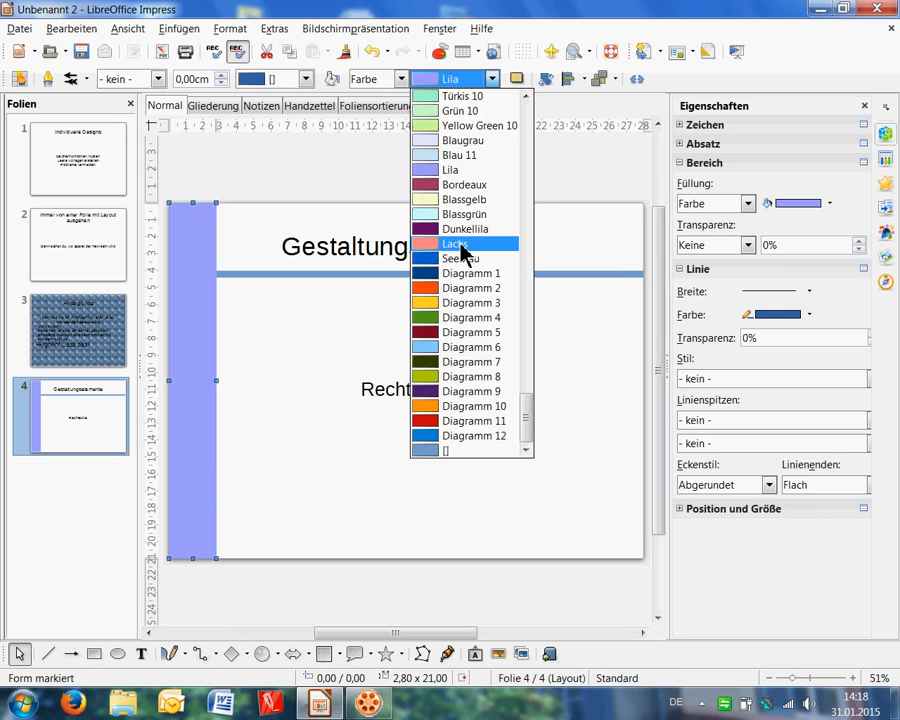 Unbenannt 2 - LibreOffice Impress
Datei Bearbeiten Ansicht Einfügen Format Extras Bildschirmpräsentation Fenster Hilfe
- kein - 0,00cm [] Farbe Lila
Folien
Normal Gliederung Notizen Handzettel Foliensortierung
1
Individuelle Designs
2
Immer von einer Folie mit Layout
ausgehen
3
4
Gestaltungselemente
Rechtecke
Gestaltung
Recht
Türkis 10
Grün 10
Yellow Green 10
Blaugrau
Blau 11
Lila
Bordeaux
Blassgelb
Blassgrün
Dunkellila
Lachs
Diagramm 1
Diagramm 2
Diagramm 3
Diagramm 4
Diagramm 5
Diagramm 6
Diagramm 7
Diagramm 8
Diagramm 9
Diagramm 10
Diagramm 11
Diagramm 12
[]
Eigenschaften
Zeichen
Absatz
Bereich
Füllung:
Farbe
Transparenz:
Keine 0%
Linie
Breite:
Farbe:
Transparenz: 0%
Stil:
- kein -
Linienspitzen:
- kein -
- kein -
Eckenstil: Linienenden:
Abgerundet Flach
Position und Größe
Form markiert 0,00 / 0,00 2,80 x 21,00 Folie 4 / 4 (Layout) Standard 51%
DE 14:18
31.01.2015